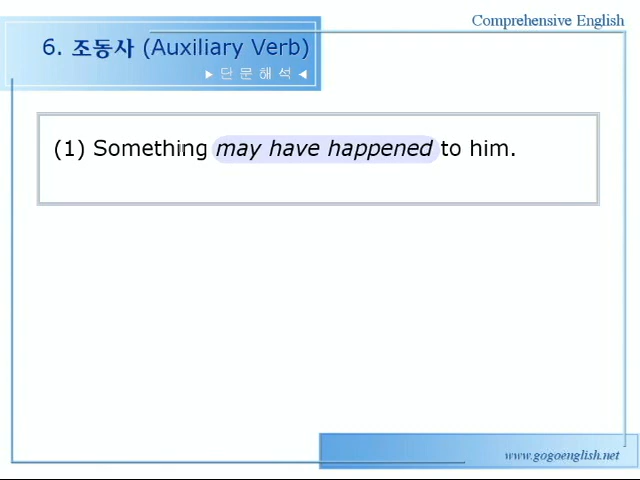 Comprehensive English
6. 조동사 (Auxiliary Verb)
▶ 단 문 해 석 ◀
(1) Something may have happened to him.
www.gogoenglish.net